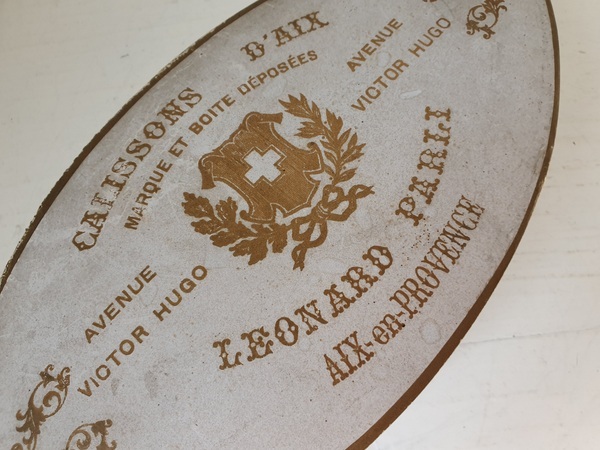 CALISSONS D'AIX
MARQUE ET BOITE DÉPOSÉES
AVENUE
VICTOR HUGO
AVENUE
VICTOR HUGO
LEONARD PARLI
AIX-en-PROVENCE